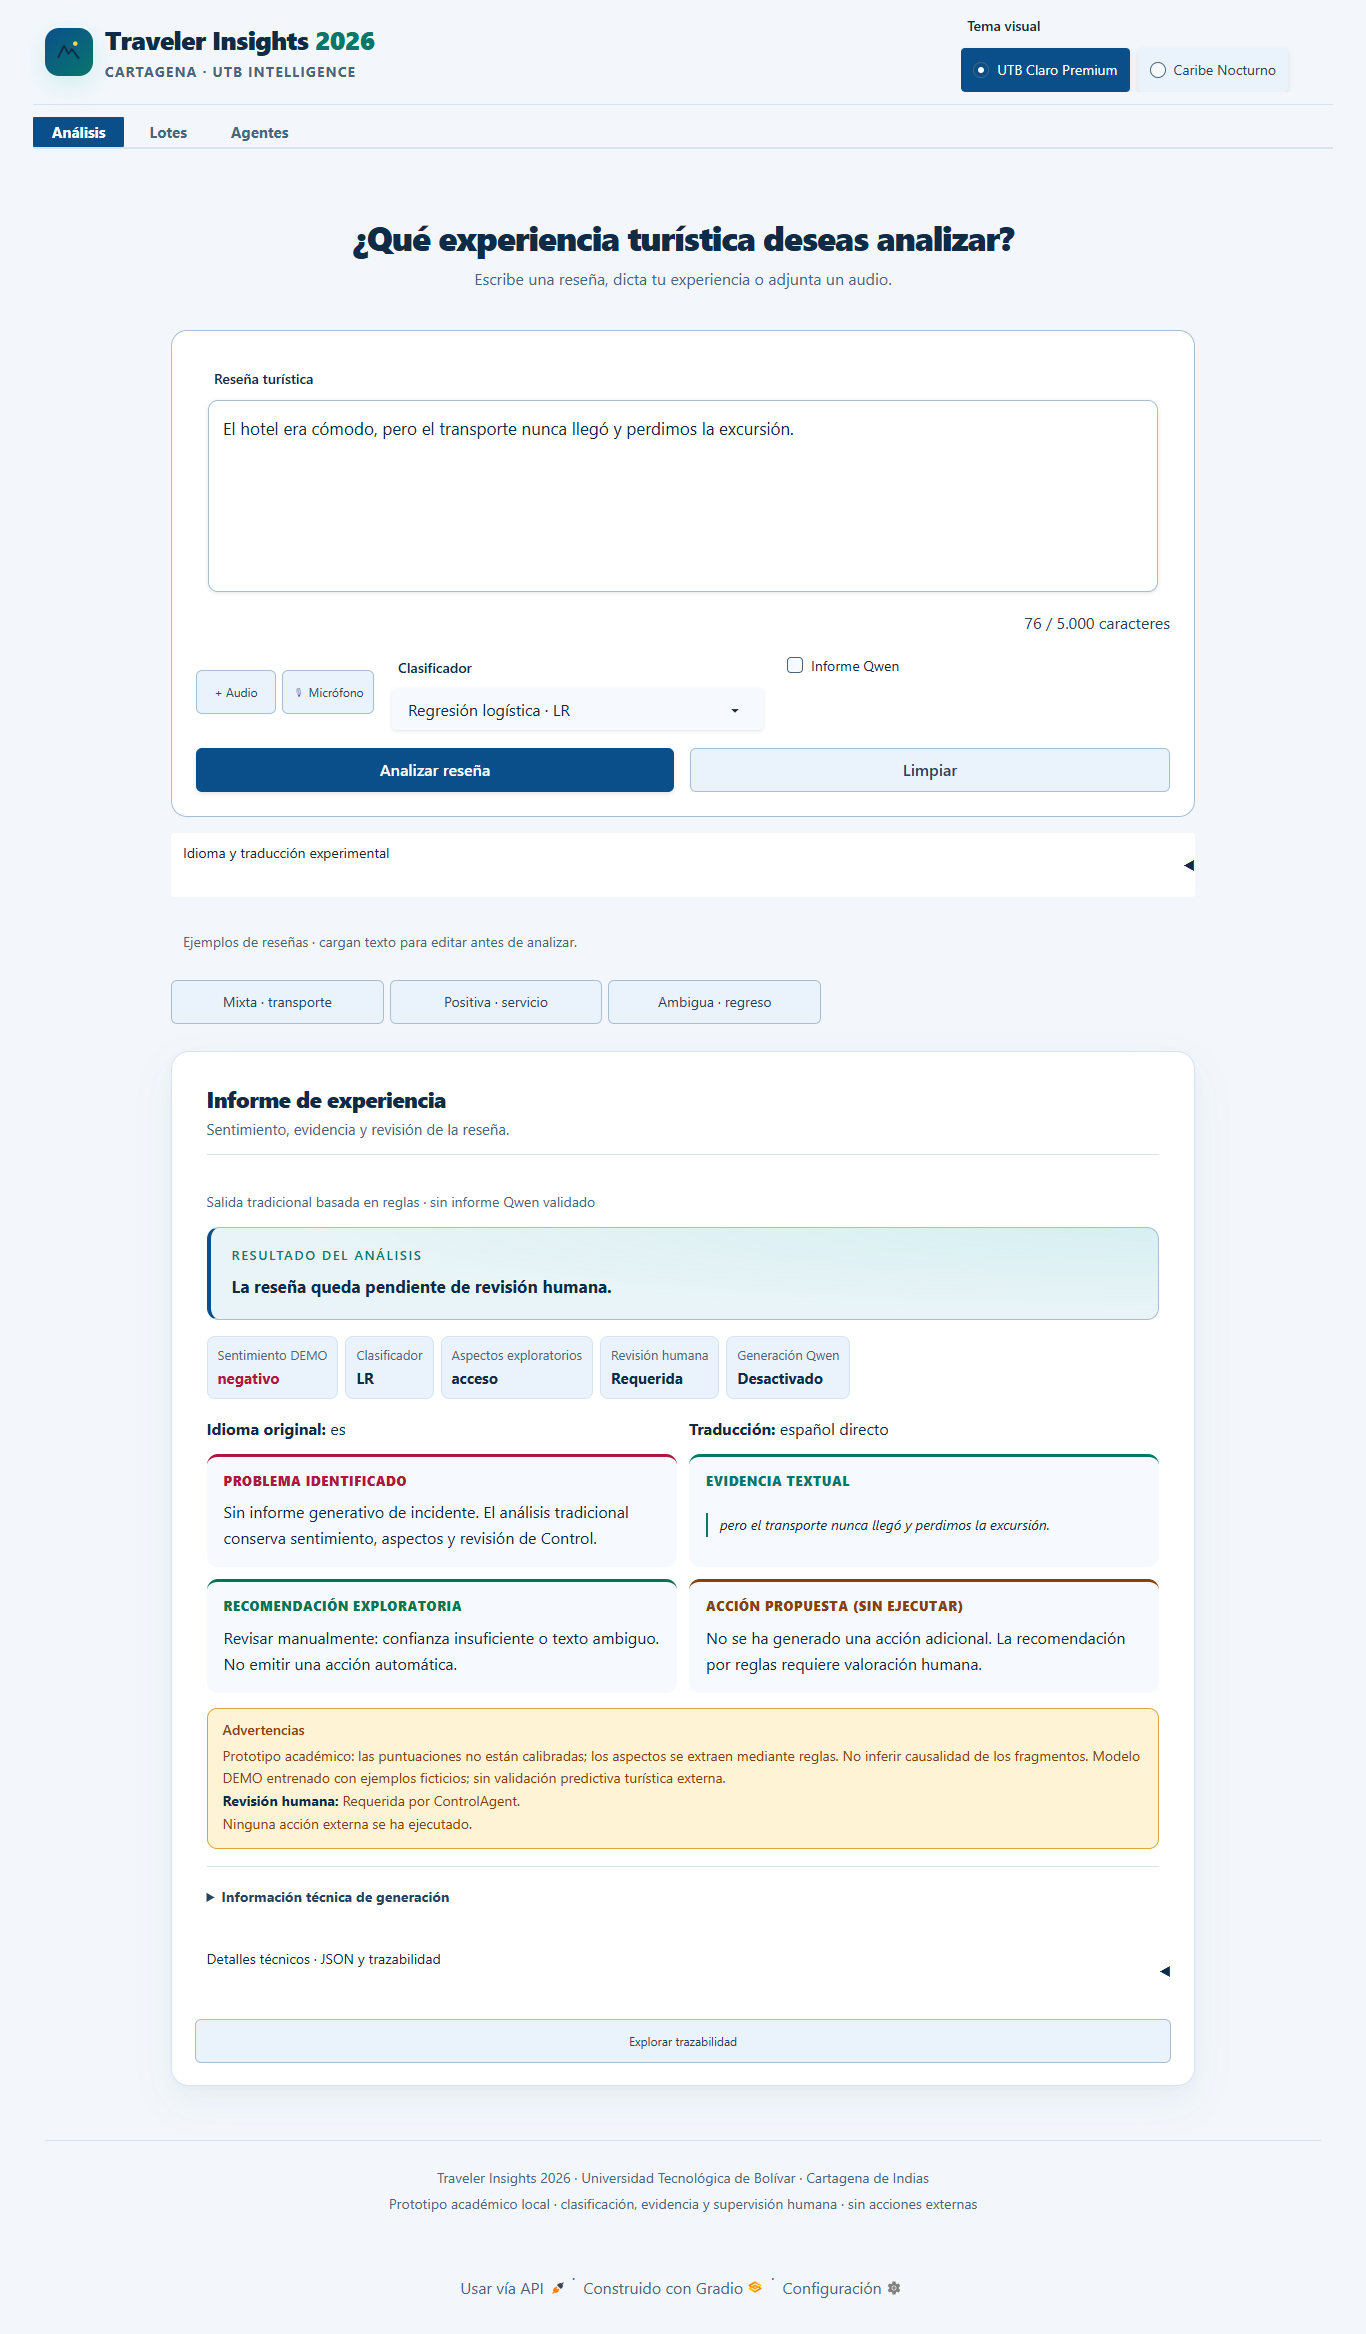 Traveler Insights 2026
CARTAGENA · UTB INTELLIGENCE
Tema visual
UTB Claro Premium
Caribe Nocturno
Análisis
Lotes
Agentes
¿Qué experiencia turística deseas analizar?
Escribe una reseña, dicta tu experiencia o adjunta un audio.
Reseña turística
El hotel era cómodo, pero el transporte nunca llegó y perdimos la excursión.
76 / 5.000 caracteres
+ Audio
Micrófono
Clasificador
Regresión logística · LR
Informe Qwen
Analizar reseña
Limpiar
Idioma y traducción experimental
Ejemplos de reseñas · cargan texto para editar antes de analizar.
Mixta · transporte
Positiva · servicio
Ambigua · regreso
Informe de experiencia
Sentimiento, evidencia y revisión de la reseña.
Salida tradicional basada en reglas · sin informe Qwen validado
RESULTADO DEL ANÁLISIS
La reseña queda pendiente de revisión humana.
Sentimiento DEMO
negativo
Clasificador
LR
Aspectos exploratorios
acceso
Revisión humana
Requerida
Generación Qwen
Desactivado
Idioma original: es
Traducción: español directo
PROBLEMA IDENTIFICADO
Sin informe generativo de incidente. El análisis tradicional
conserva sentimiento, aspectos y revisión de Control.
EVIDENCIA TEXTUAL
pero el transporte nunca llegó y perdimos la excursión.
RECOMENDACIÓN EXPLORATORIA
Revisar manualmente: confianza insuficiente o texto ambiguo.
No emitir una acción automática.
ACCIÓN PROPUESTA (SIN EJECUTAR)
No se ha generado una acción adicional. La recomendación
por reglas requiere valoración humana.
Advertencias
Prototipo académico: las puntuaciones no están calibradas; los aspectos se extraen mediante reglas. No inferir causalidad de los fragmentos. Modelo
DEMO entrenado con ejemplos ficticios; sin validación predictiva turística externa.
Revisión humana: Requerida por ControlAgent.
Ninguna acción externa se ha ejecutado.
Información técnica de generación
Detalles técnicos · JSON y trazabilidad
Explorar trazabilidad
Traveler Insights 2026 · Universidad Tecnológica de Bolívar · Cartagena de Indias
Prototipo académico local · clasificación, evidencia y supervisión humana · sin acciones externas
Usar vía API · Construido con Gradio · Configuración